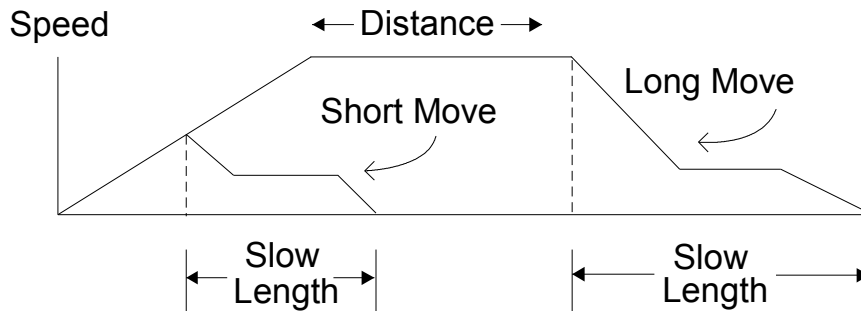 Speed
Distance
Long Move
Short Move
Slow
Length
Slow
Length